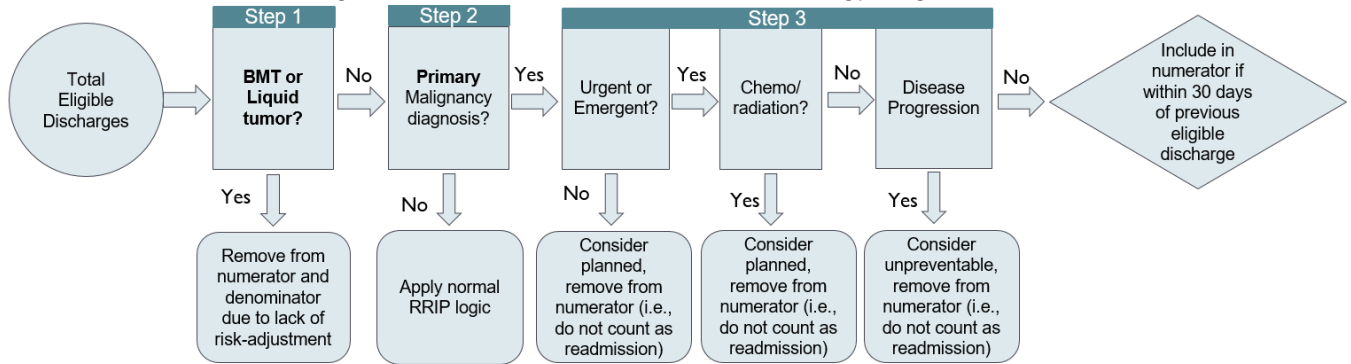 Step 1
Step 2
Step 3
Total
Eligible
Discharges
BMT or
Liquid
tumor?
No
Primary
Malignancy
diagnosis?
Yes
Urgent or
Emergent?
Yes
Chemo/
radiation?
No
Disease
Progression
No
Include in
numerator if
within 30 days
of previous
eligible
discharge
Yes
No
No
Yes
Yes
Remove from
numerator and
denominator
due to lack of
risk-adjustment
Apply normal
RRIP logic
Consider
planned,
remove from
numerator (i.e.,
do not count as
readmission)
Consider
planned,
remove from
numerator (i.e.,
do not count as
readmission)
Consider
unpreventable,
remove from
numerator (i.e.,
do not count as
readmission)